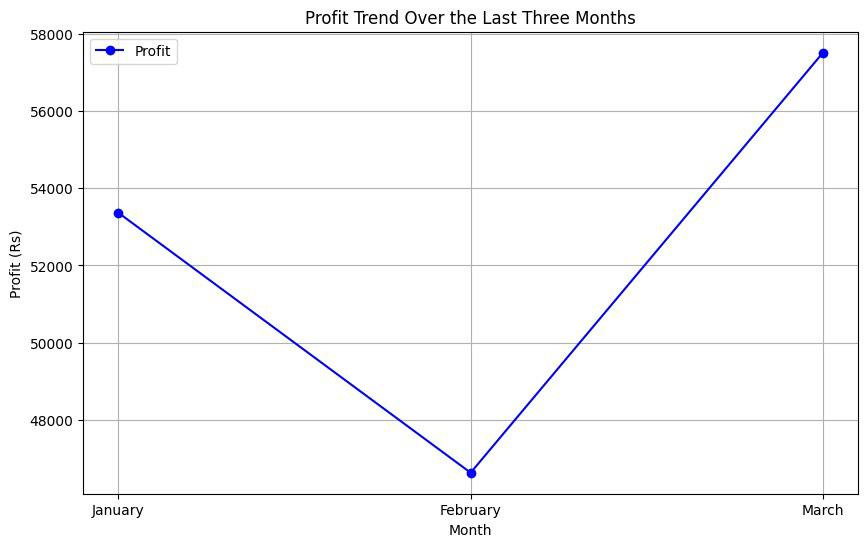 Profit Trend Over the Last Three Months
58000
Profit
56000
54000
52000
50000
48000
Profit (Rs)
January
February
March
Month